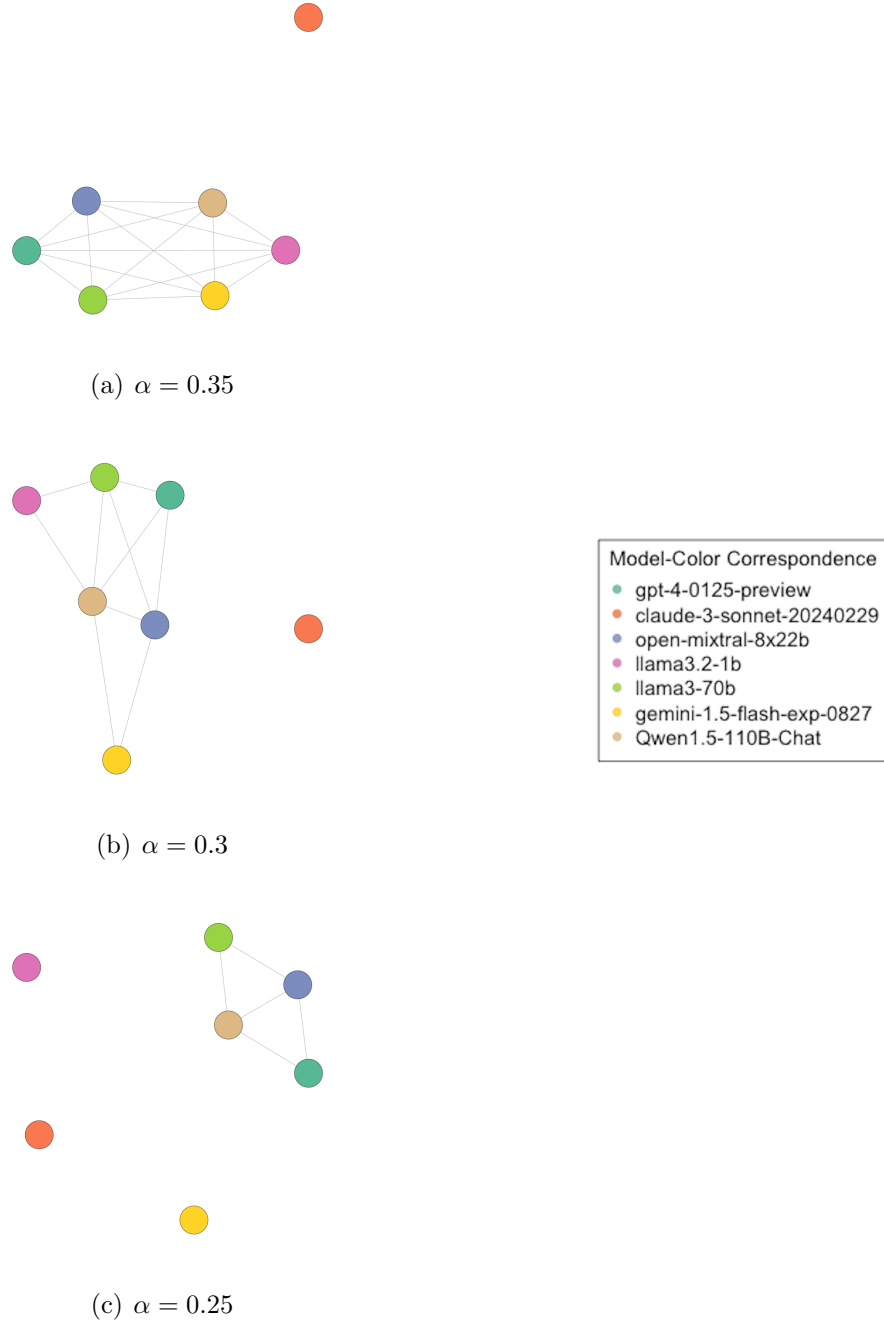 (a) α = 0.35
(b) α = 0.3
Model-Color Correspondence
gpt-4-0125-preview
claude-3-sonnet-20240229
open-mixtral-8x22b
llama3.2-1b
llama3-70b
gemini-1.5-flash-exp-0827
Qwen1.5-110B-Chat
(c) α = 0.25